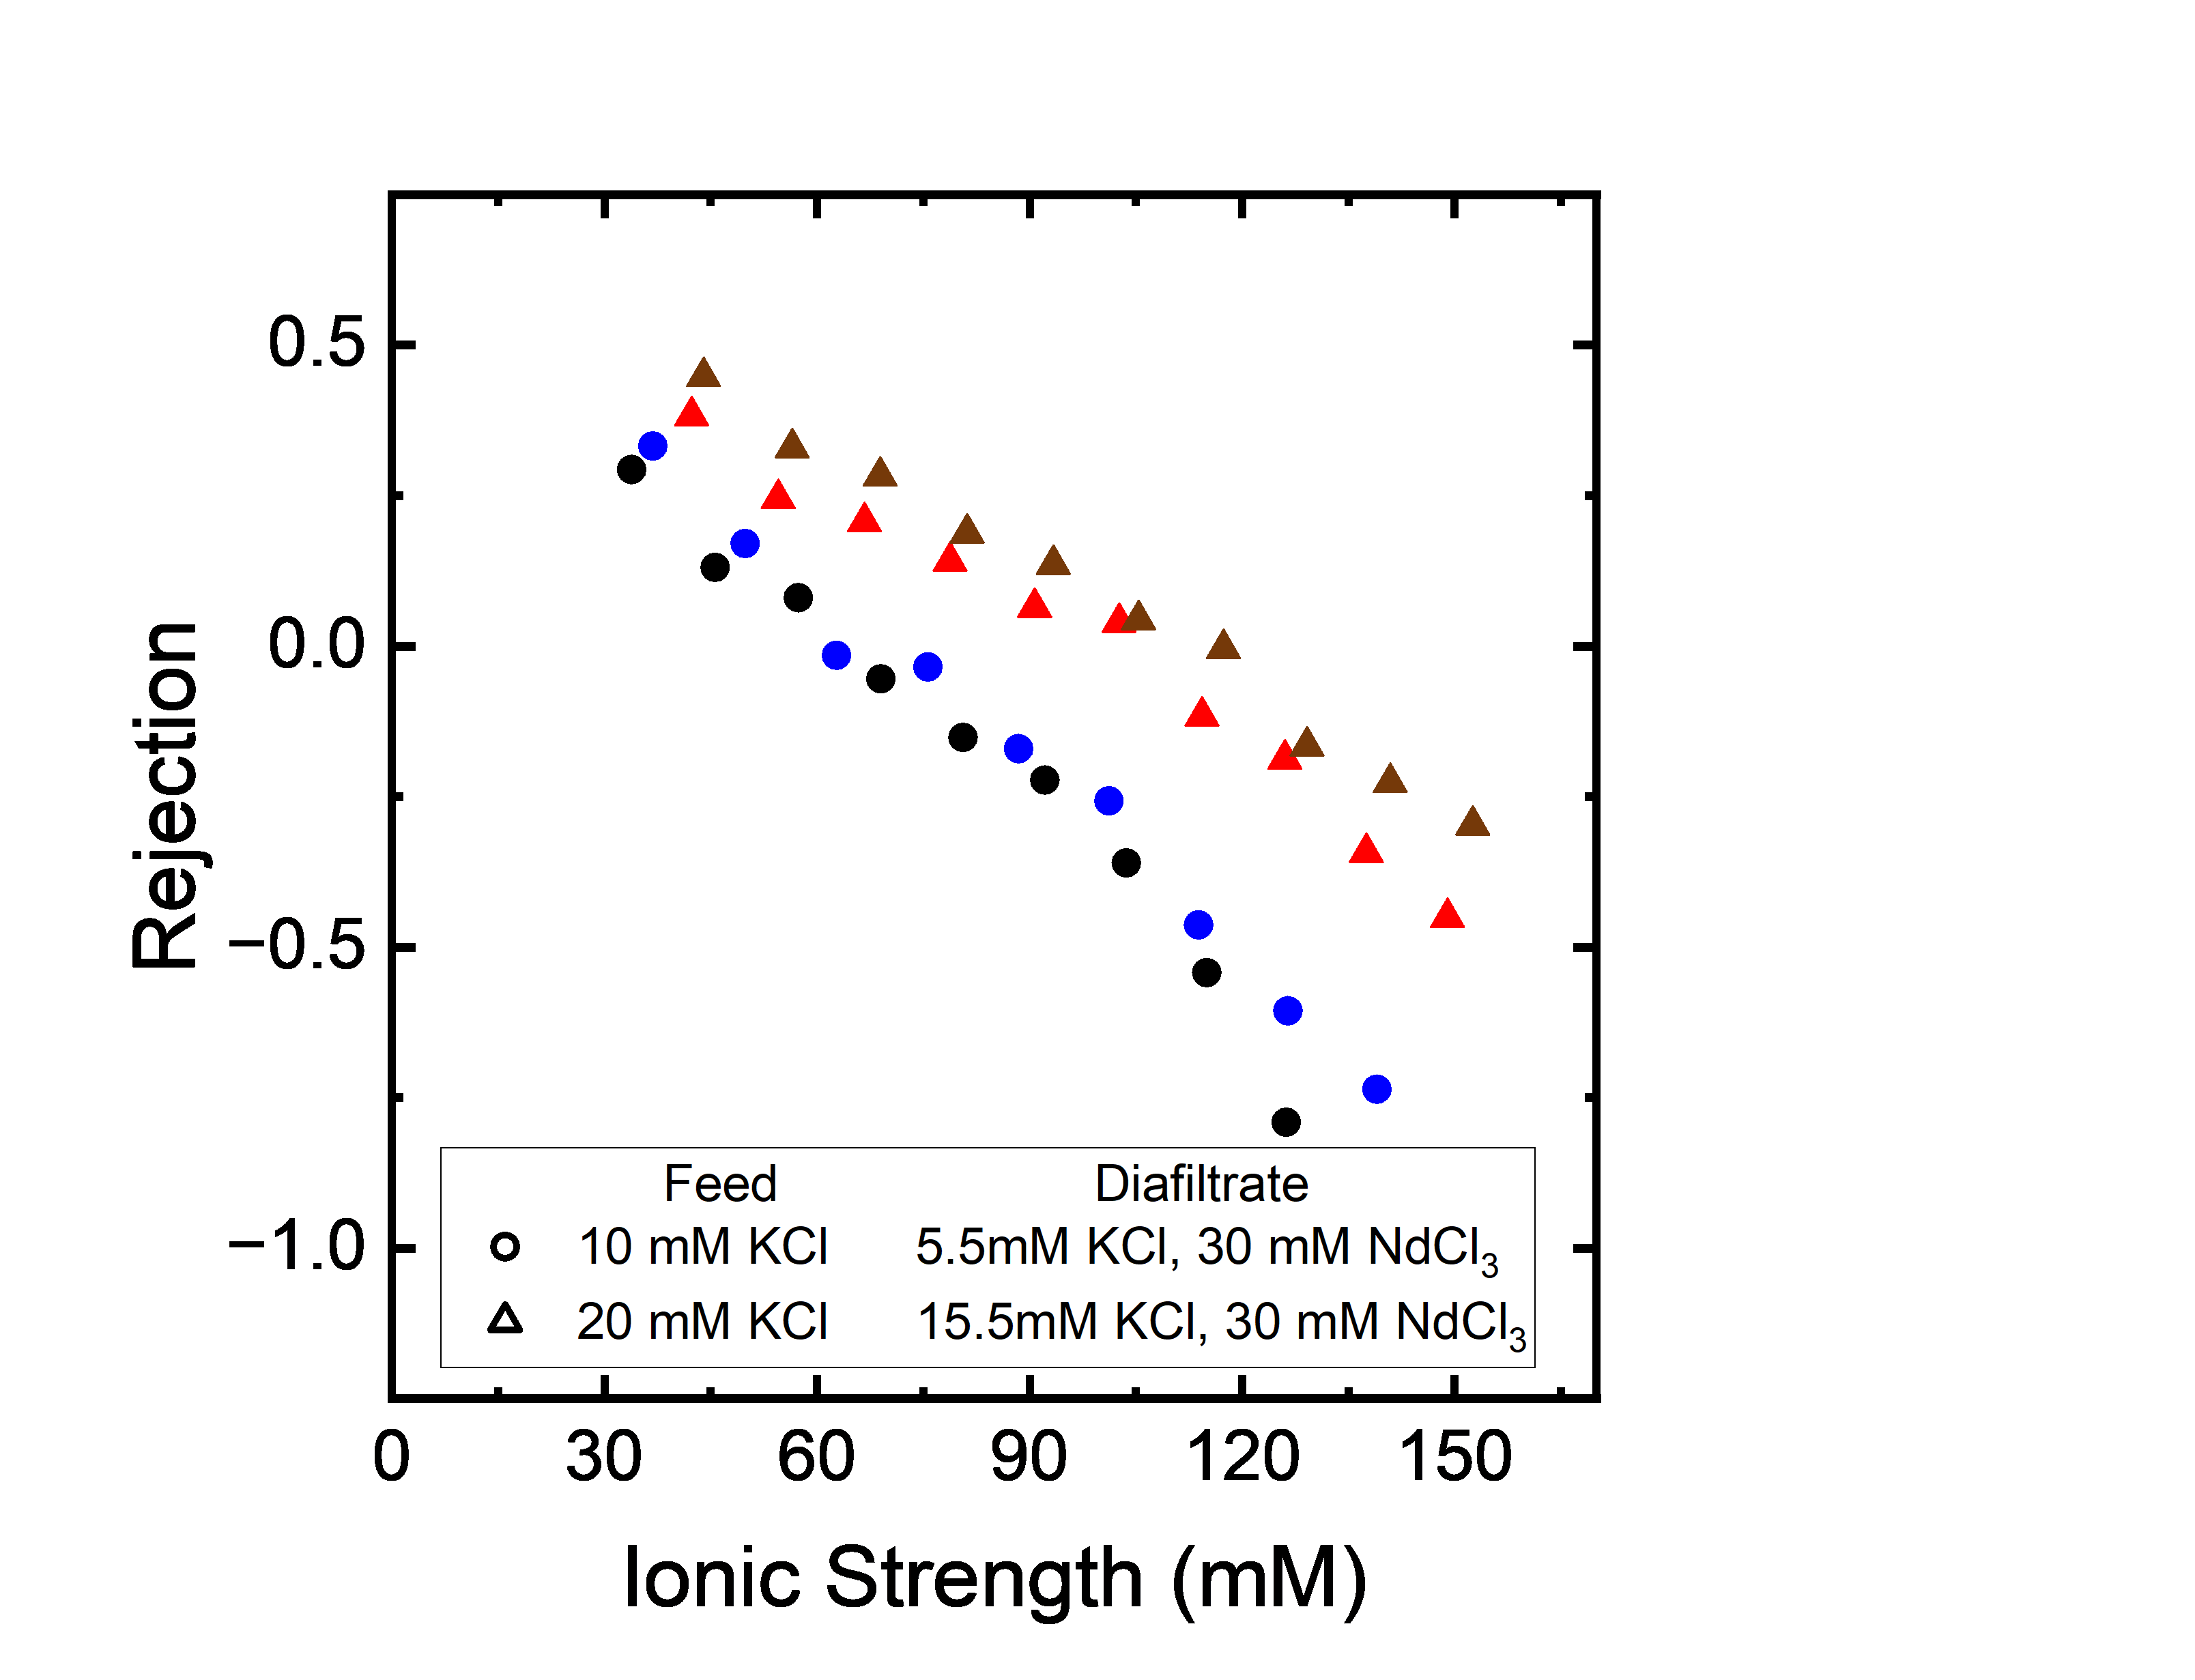 0.5
0.0
−0.5
−1.0
Rejection
Feed Diafiltrate
10 mM KCl 5.5mM KCl, 30 mM NdCl₃
20 mM KCl 15.5mM KCl, 30 mM NdCl₃
0 30 60 90 120 150
Ionic Strength (mM)